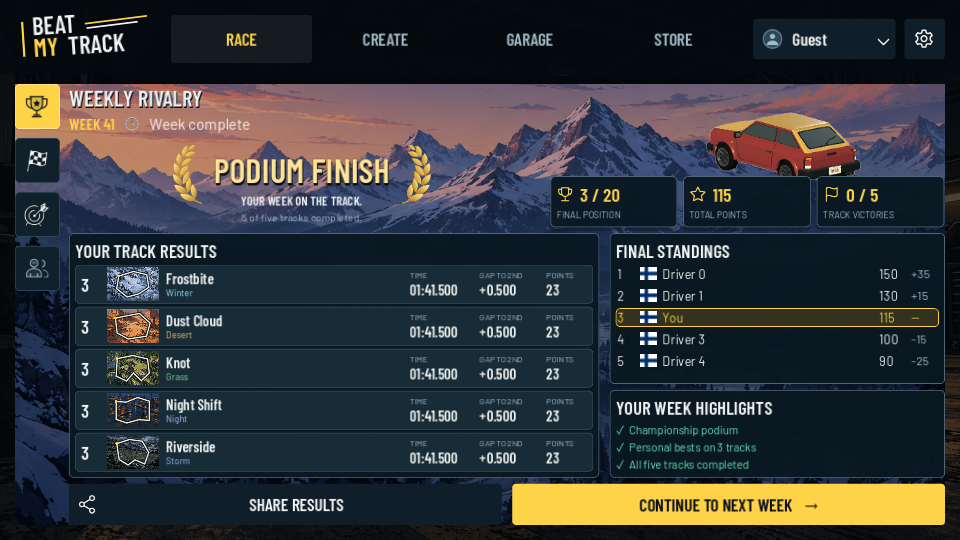 BEAT
MY TRACK
RACE
CREATE
GARAGE
STORE
Guest
WEEKLY RIVALRY
WEEK 41 Week complete
PODIUM FINISH
YOUR WEEK ON THE TRACK.
5 of five tracks completed.
3 / 20
FINAL POSITION
115
TOTAL POINTS
0 / 5
TRACK VICTORIES
YOUR TRACK RESULTS
3 Frostbite TIME GAP TO 2ND POINTS
Winter 01:41.500 +0.500 23
3 Dust Cloud TIME GAP TO 2ND POINTS
Desert 01:41.500 +0.500 23
3 Knot TIME GAP TO 2ND POINTS
Grass 01:41.500 +0.500 23
3 Night Shift TIME GAP TO 2ND POINTS
Night 01:41.500 +0.500 23
3 Riverside TIME GAP TO 2ND POINTS
Storm 01:41.500 +0.500 23
FINAL STANDINGS
1 Driver 0 150 +35
2 Driver 1 130 +15
3 You 115 –
4 Driver 3 100 -15
5 Driver 4 90 -25
YOUR WEEK HIGHLIGHTS
✓ Championship podium
✓ Personal bests on 3 tracks
✓ All five tracks completed
SHARE RESULTS
CONTINUE TO NEXT WEEK →